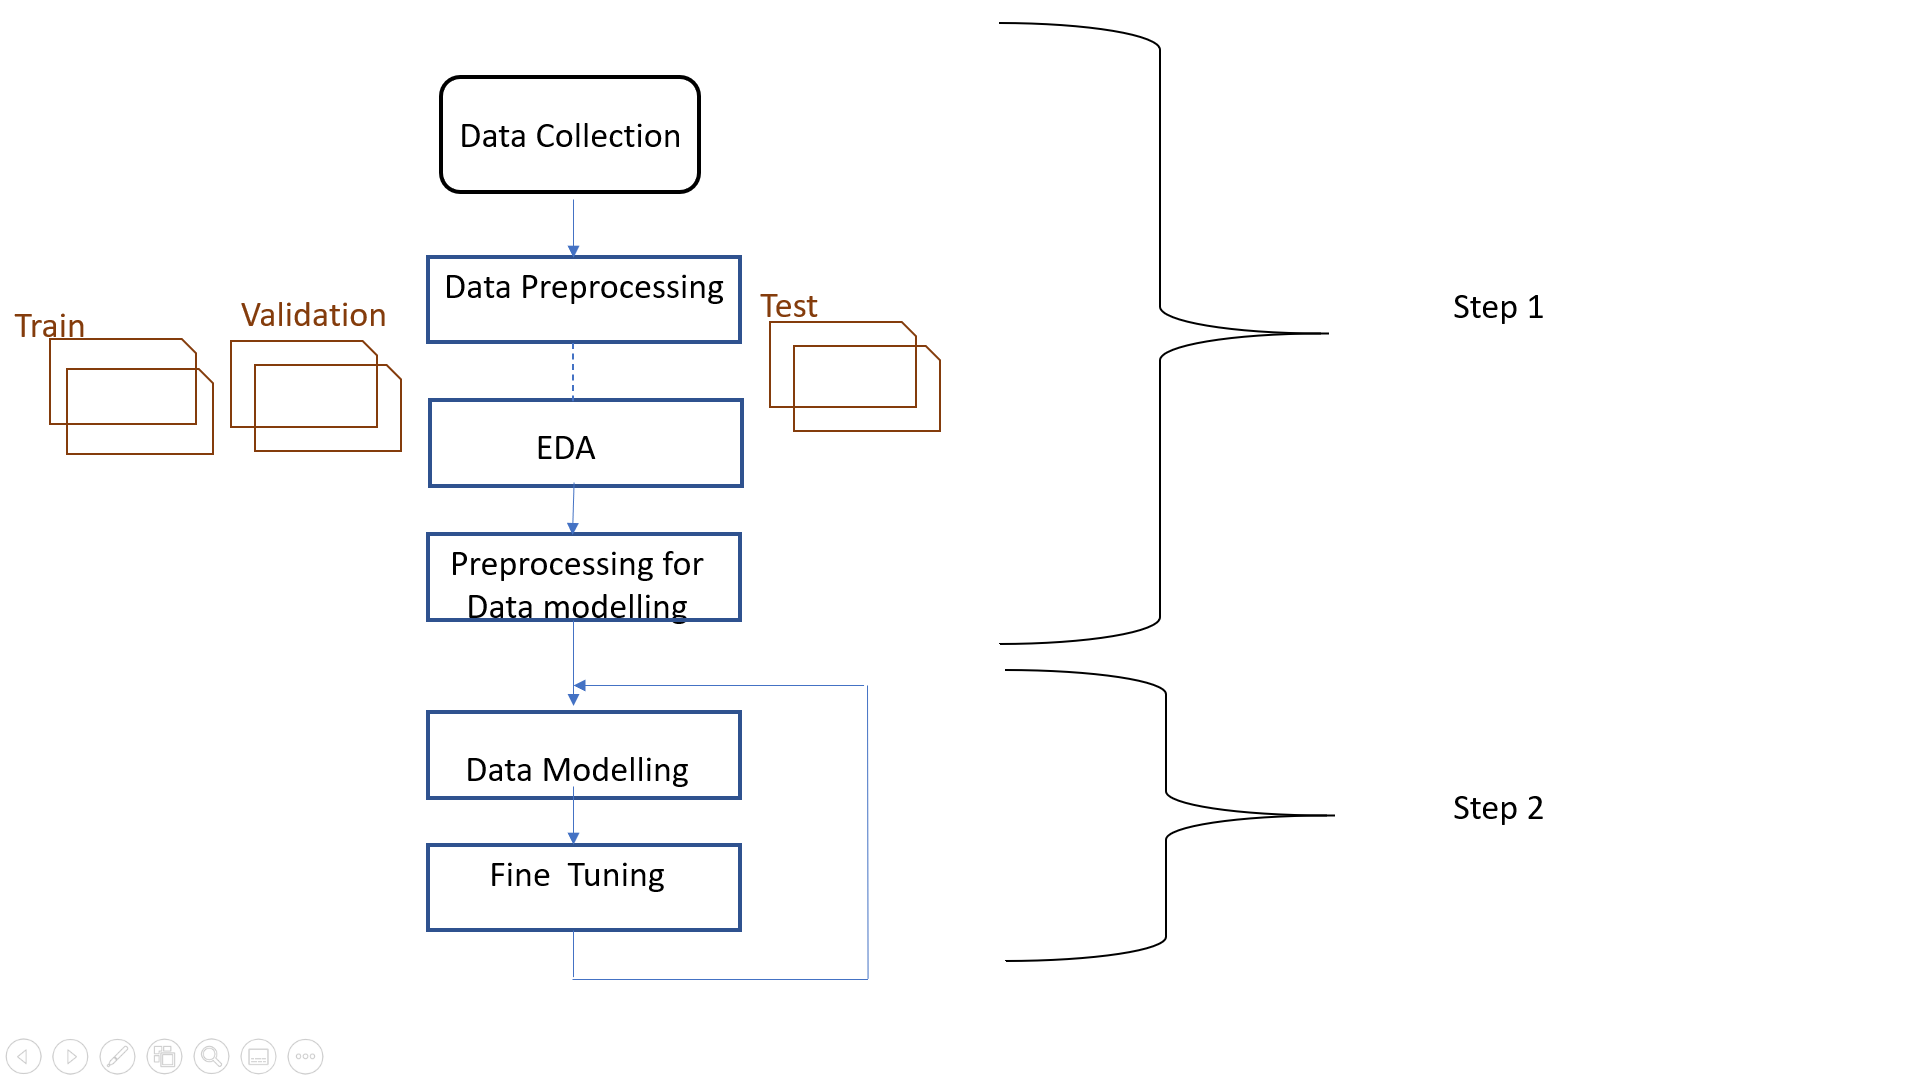 Data Collection
Data Preprocessing
Train
Validation
Test
EDA
Preprocessing for
Data modelling
Data Modelling
Fine  Tuning
Step 1
Step 2